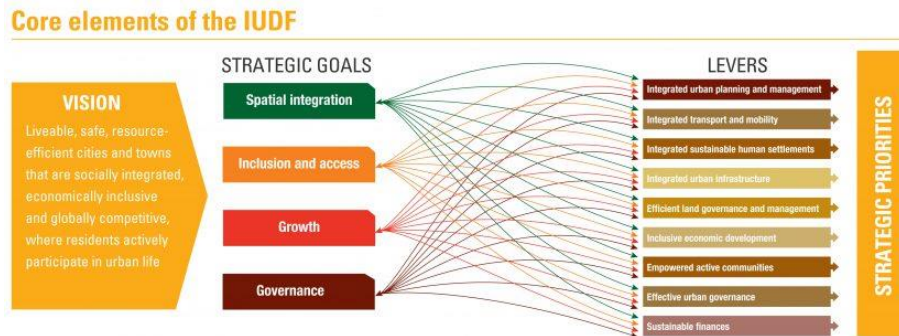 Core elements of the IUDF
VISION
Liveable, safe, resource-
efficient cities and towns
that are socially integrated,
economically inclusive
and globally competitive,
where residents actively
participate in urban life
STRATEGIC GOALS
Spatial integration
Inclusion and access
Growth
Governance
LEVERS
Integrated urban planning and management
Integrated transport and mobility
Integrated sustainable human settlements
Integrated urban infrastructure
Efficient land governance and management
Inclusive economic development
Empowered active communities
Effective urban governance
Sustainable finances
STRATEGIC PRIORITIES